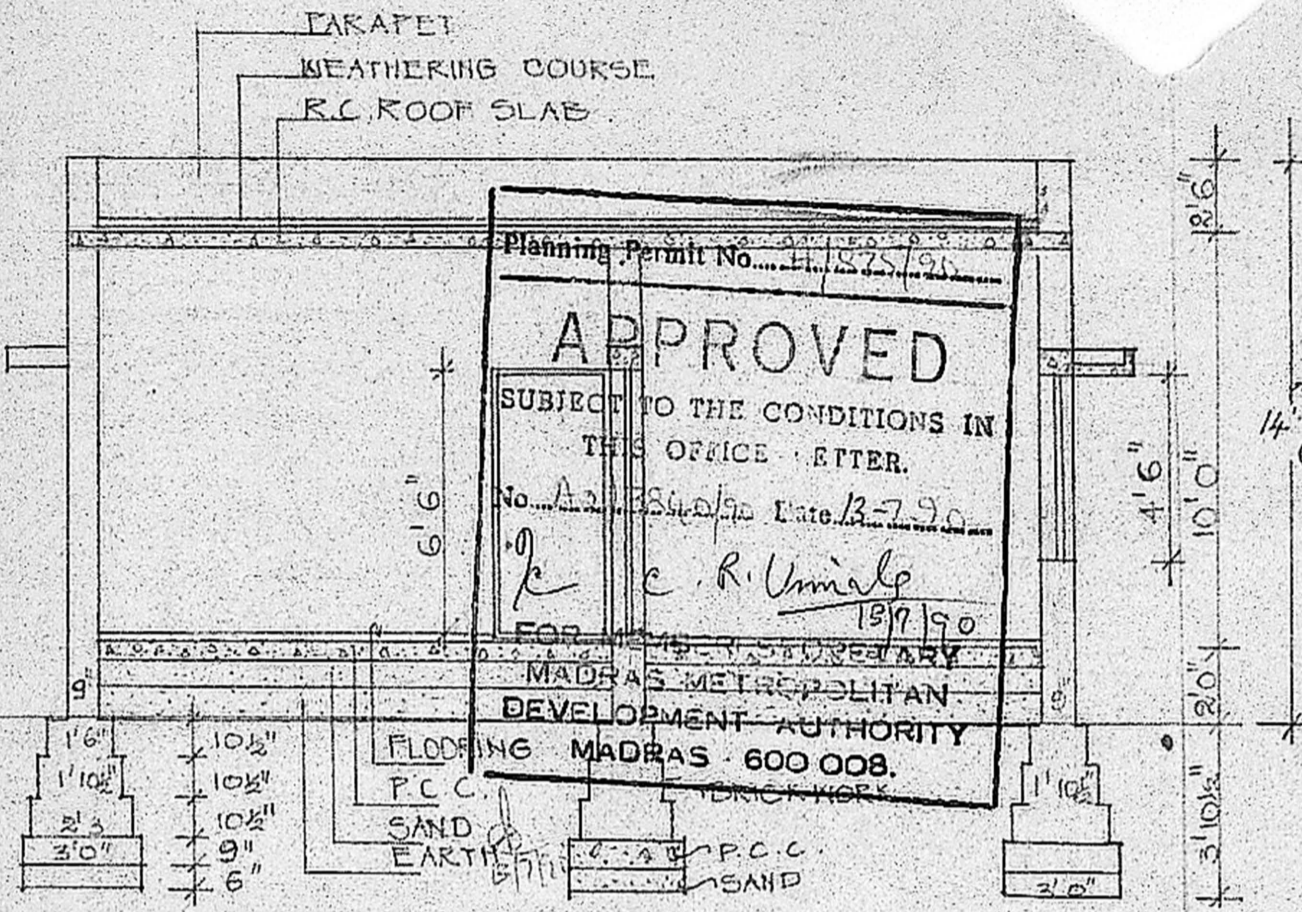 PARAPET
WEATHERING COURSE
R.C. ROOF SLAB.
2'6"
Planning Permit No.
APPROVED
SUBJECT TO THE CONDITIONS IN
THIS OFFICE ETTER.
No. Date 13-7-90
R.
13/7/90
FOR MEMBER SECRETARY
MADRAS METROPOLITAN
DEVELOPMENT AUTHORITY
MADRAS 600 008.
6'6"
4'6"
10'0"
14'
9"
9"
2'0"
3'10½"
1'6"
1'10½"
2'3
3'0"
10½"
10½"
10½"
9"
6"
FLOORING
P.C.C.
SAND
EARTH
BRICK WORK
P.C.C.
SAND
1'10½"
3'0"